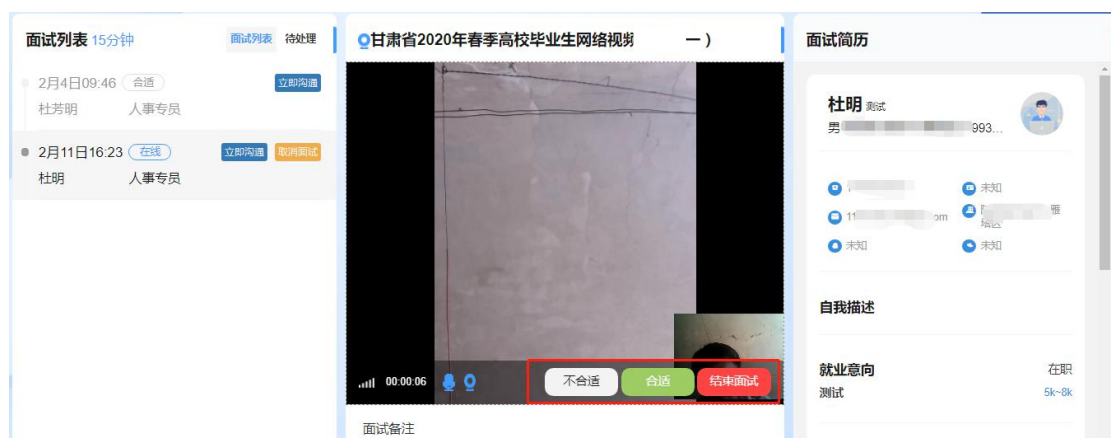 面试列表 15分钟
面试列表 待处理
2月4日09:46 合适 立即沟通
杜芳明 人事专员
2月11日16:23 在线 立即沟通 取消面试
杜明 人事专员
甘肃省2020年春季高校毕业生网络视频 一）
00:00:06 不合适 合适 结束面试
面试备注
面试简历
杜明 测试
男 993...
未知
11 om 雁
未知 未知
自我描述
就业意向 在职
测试 5k~8k